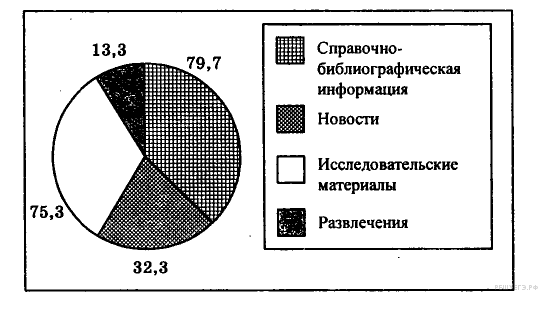 13,3
79,7
75,3
32,3
Справочно-
библиографическая
информация
Новости
Исследовательские
материалы
Развлечения